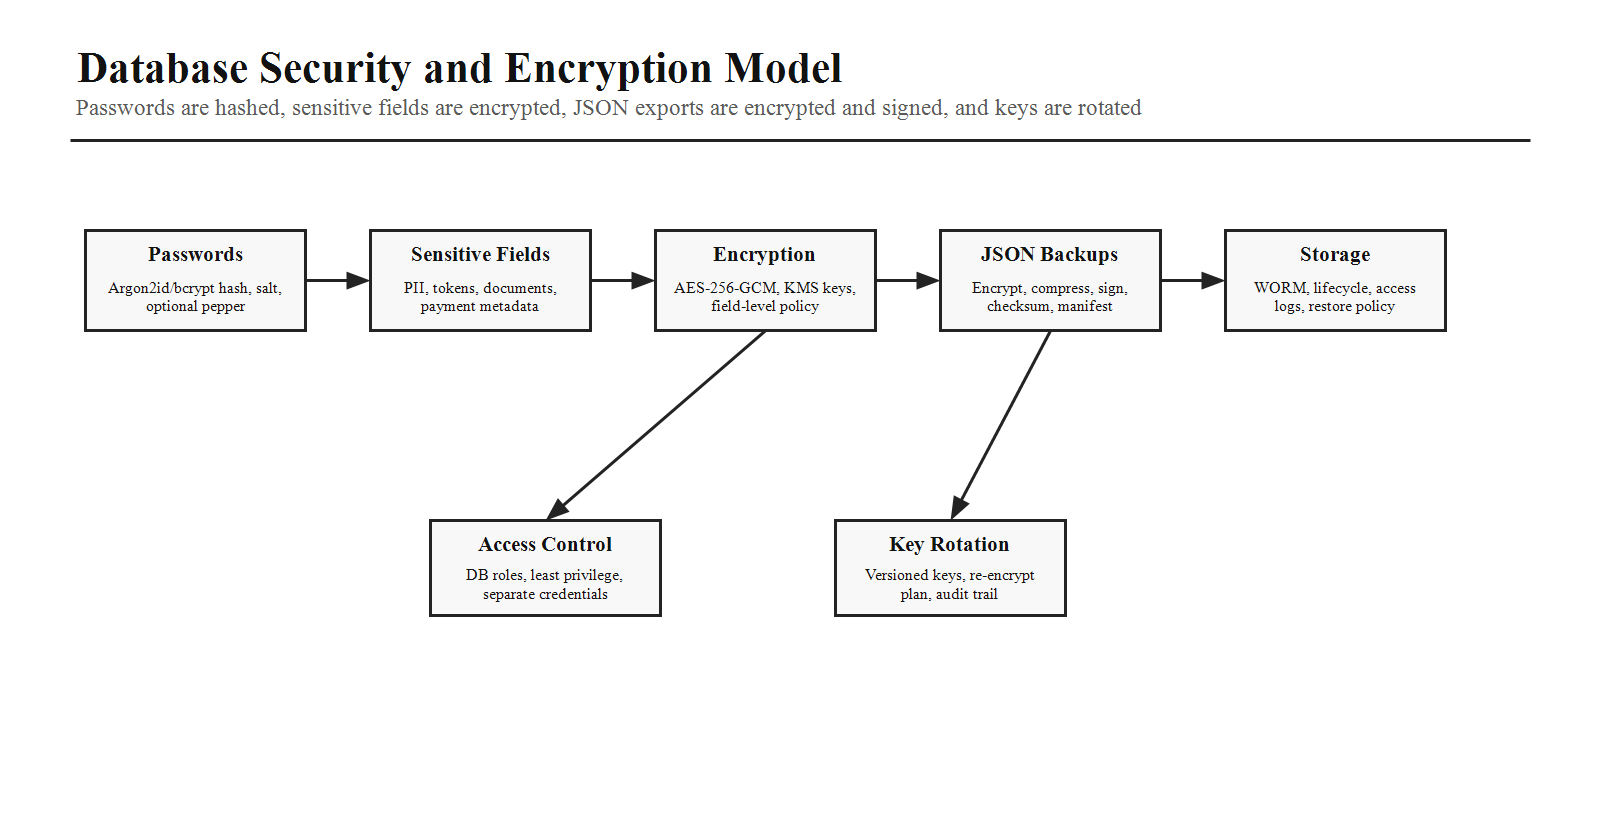 Database Security and Encryption Model
Passwords are hashed, sensitive fields are encrypted, JSON exports are encrypted and signed, and keys are rotated
Passwords
Argon2id/bcrypt hash, salt,
optional pepper
Sensitive Fields
PII, tokens, documents,
payment metadata
Encryption
AES-256-GCM, KMS keys,
field-level policy
JSON Backups
Encrypt, compress, sign,
checksum, manifest
Storage
WORM, lifecycle, access
logs, restore policy
Access Control
DB roles, least privilege,
separate credentials
Key Rotation
Versioned keys, re-encrypt
plan, audit trail